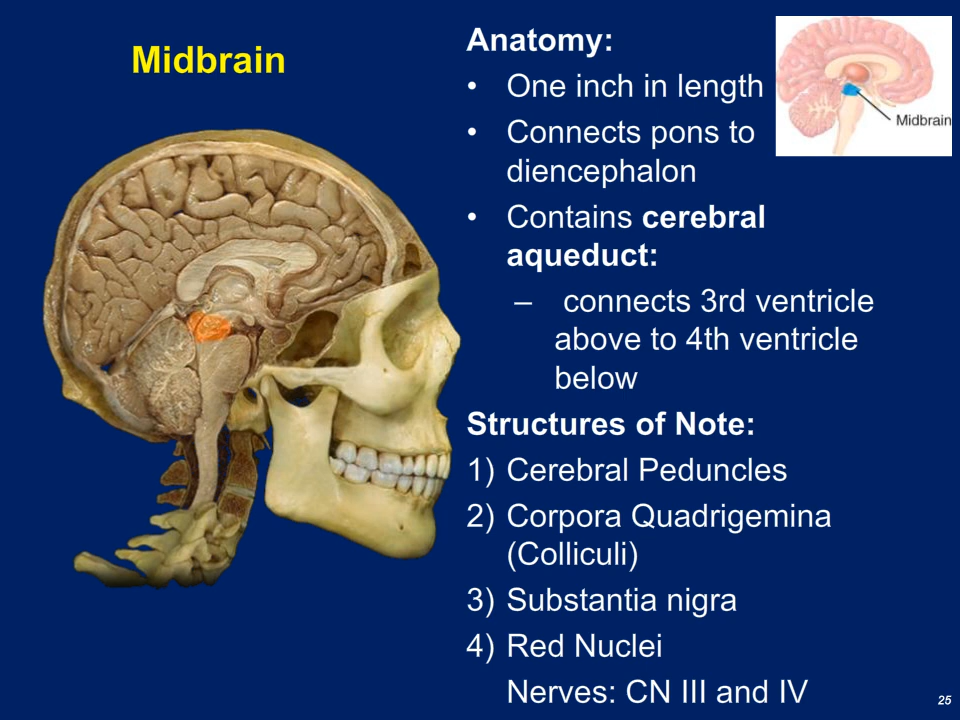 Midbrain
Anatomy:
• One inch in length
• Connects pons to
diencephalon
• Contains cerebral
aqueduct:
– connects 3rd ventricle
above to 4th ventricle
below
Structures of Note:
1) Cerebral Peduncles
2) Corpora Quadrigemina
(Colliculi)
3) Substantia nigra
4) Red Nuclei
Nerves: CN III and IV
Midbrain
25